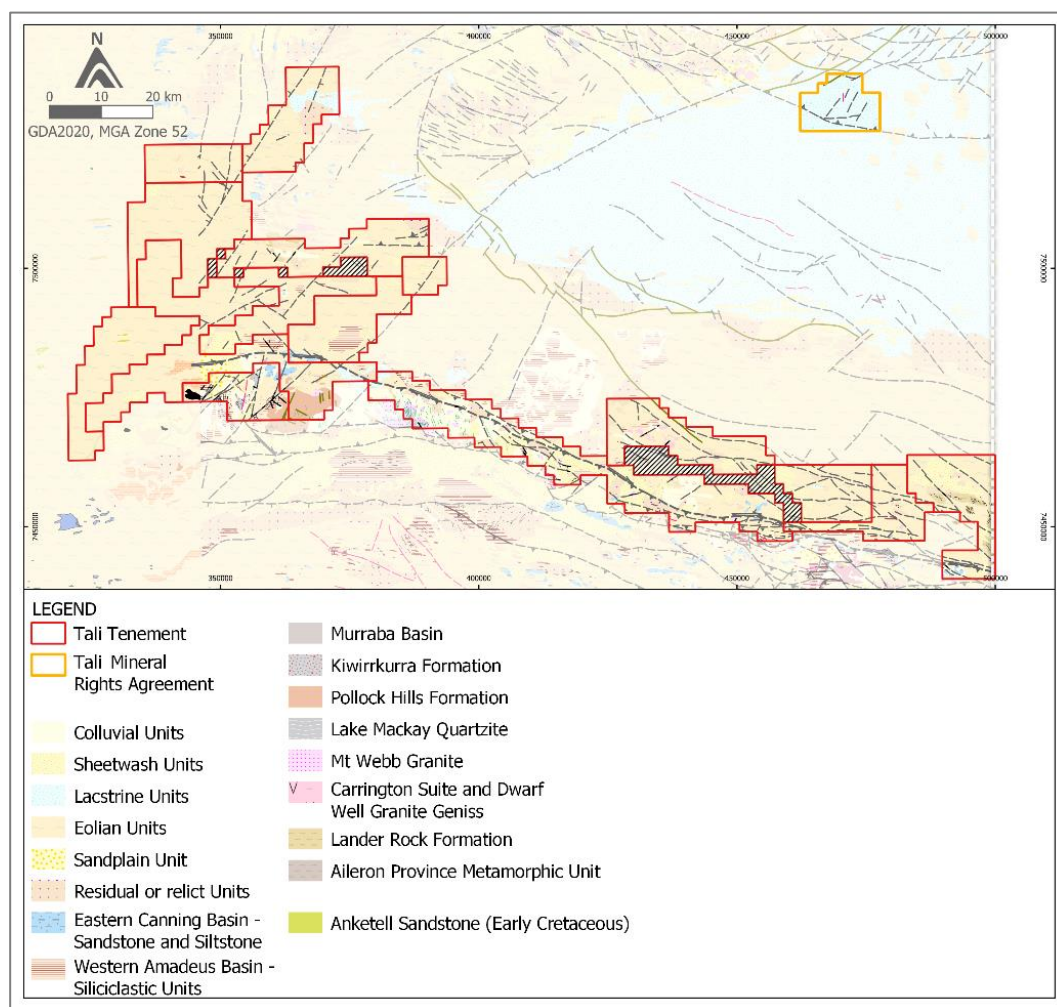 350000
400000
450000
500000
N
0 10 20 km
GDA2020, MGA Zone 52
7500000
7500000
7450000
7450000
350000
400000
450000
500000
LEGEND
Tali Tenement
Tali Mineral
Rights Agreement
Colluvial Units
Sheetwash Units
Lacstrine Units
Eolian Units
Sandplain Unit
Residual or relict Units
Eastern Canning Basin -
Sandstone and Siltstone
Western Amadeus Basin -
Siliciclastic Units
Murraba Basin
Kiwirrkurra Formation
Pollock Hills Formation
Lake Mackay Quartzite
Mt Webb Granite
V
Carrington Suite and Dwarf
Well Granite Geniss
Lander Rock Formation
Aileron Province Metamorphic Unit
Anketell Sandstone (Early Cretaceous)